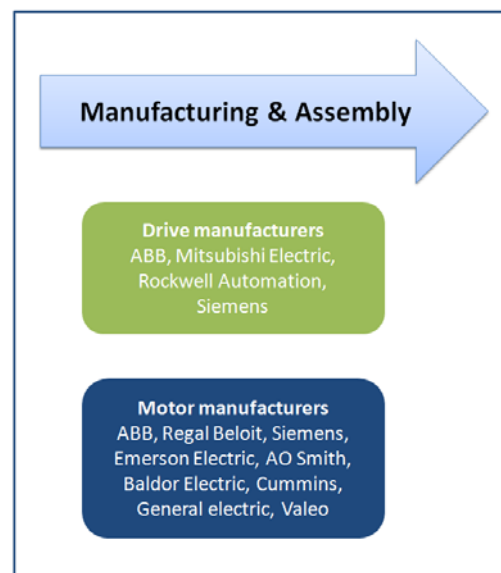 Manufacturing & Assembly
Drive manufacturers
ABB, Mitsubishi Electric,
Rockwell Automation,
Siemens
Motor manufacturers
ABB, Regal Beloit, Siemens,
Emerson Electric, AO Smith,
Baldor Electric, Cummins,
General electric, Valeo